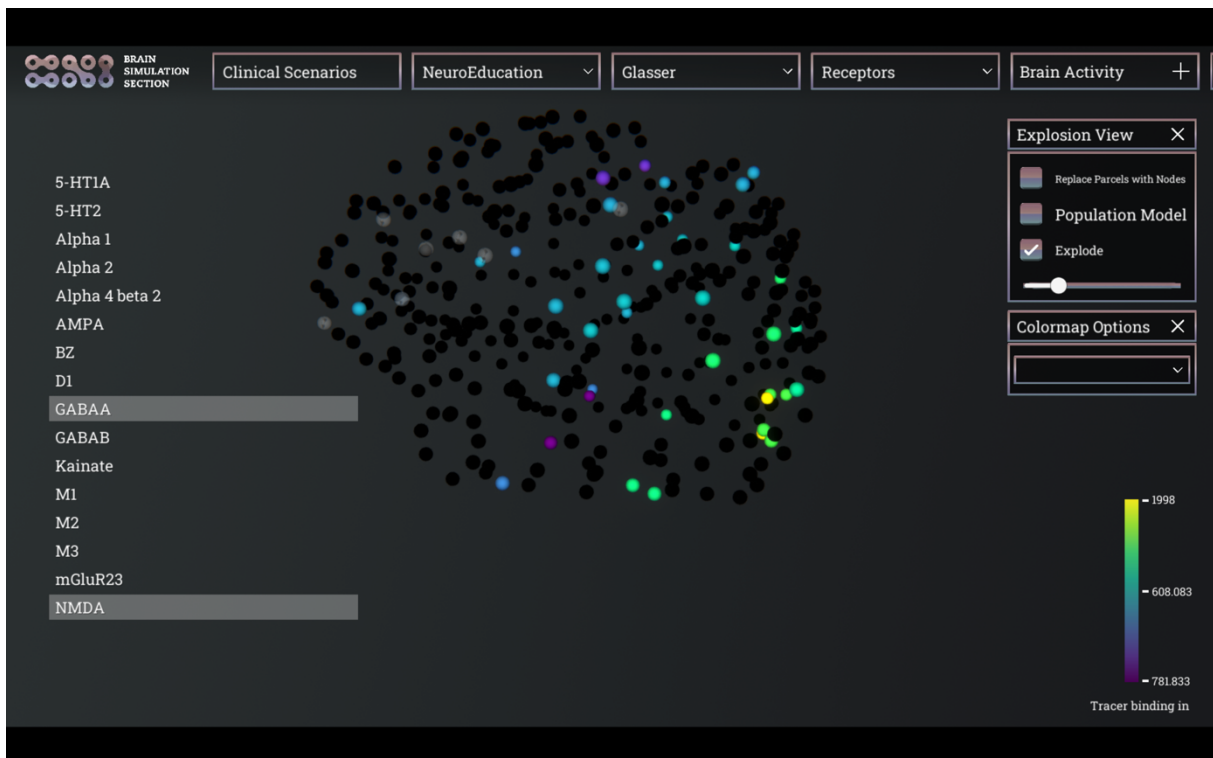 BRAIN
SIMULATION
SECTION
Clinical Scenarios
NeuroEducation
Glasser
Receptors
Brain Activity
Explosion View
Replace Parcels with Nodes
Population Model
Explode
Colormap Options
5-HT1A
5-HT2
Alpha 1
Alpha 2
Alpha 4 beta 2
AMPA
BZ
D1
GABAA
GABAB
Kainate
M1
M2
M3
mGluR23
NMDA
1998
608.083
781.833
Tracer binding in